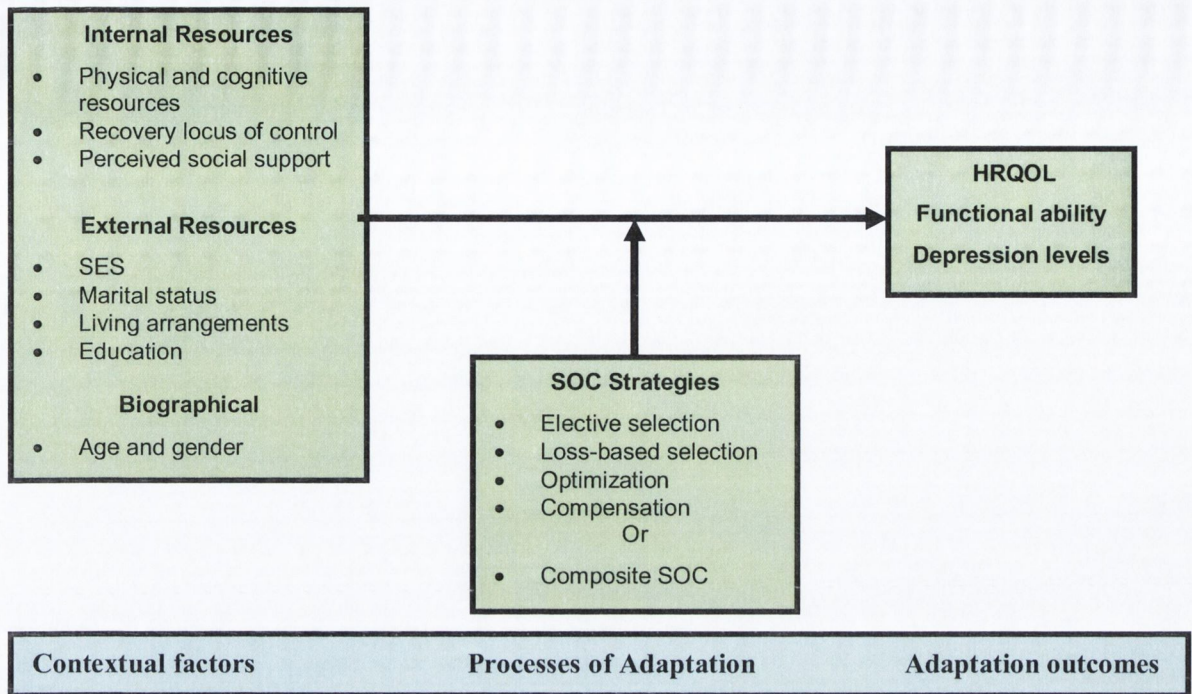 Internal Resources
• Physical and cognitive
resources
• Recovery locus of control
• Perceived social support
External Resources
• SES
• Marital status
• Living arrangements
• Education
Biographical
• Age and gender
HRQOL
Functional ability
Depression levels
SOC Strategies
• Elective selection
• Loss-based selection
• Optimization
• Compensation
Or
• Composite SOC
Contextual factors Processes of Adaptation Adaptation outcomes